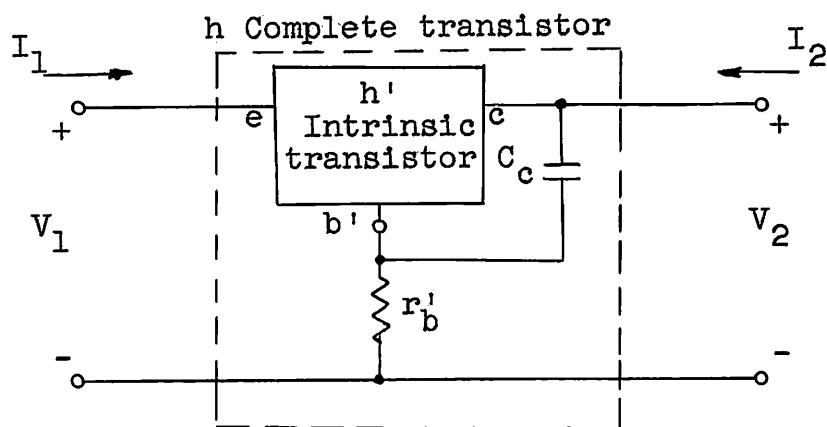 h Complete transistor
I1
I2
h'
Intrinsic
transistor
e
c
Cc
+
+
b'
V1
V2
r'b
-
-